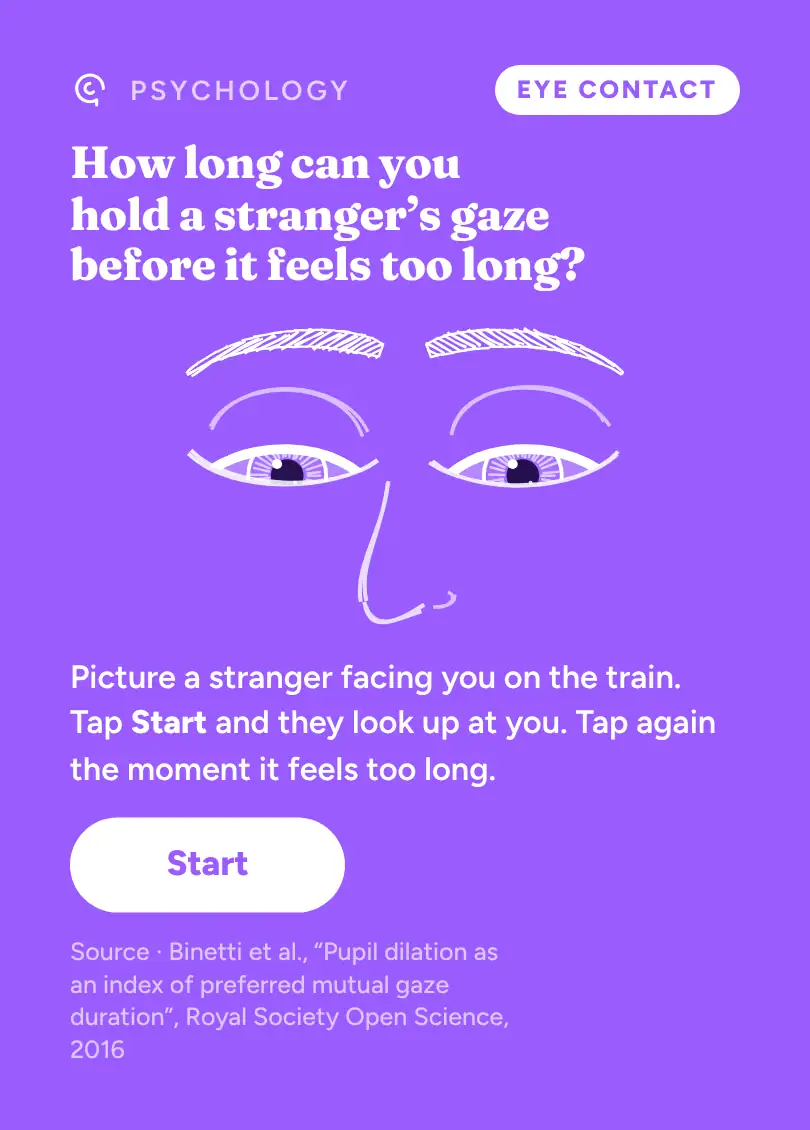 PSYCHOLOGY
EYE CONTACT
How long can you
hold a stranger’s gaze
before it feels too long?
Picture a stranger facing you on the train.
Tap Start and they look up at you. Tap again
the moment it feels too long.
Start
Source · Binetti et al., “Pupil dilation as
an index of preferred mutual gaze
duration”, Royal Society Open Science,
2016